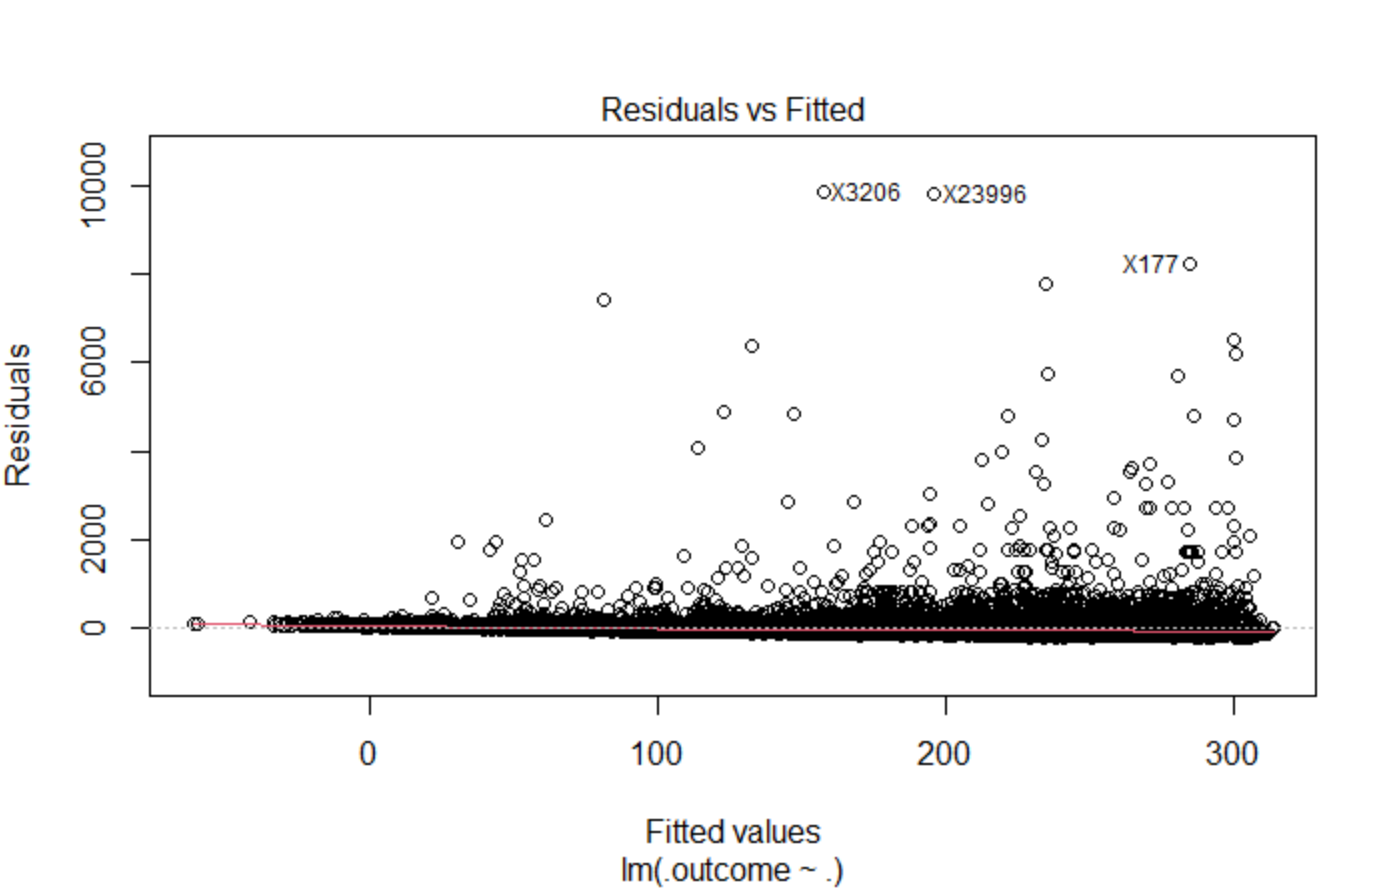 Residuals vs Fitted
Residuals
10000
6000
2000
0
X3206
X23996
X177
0 100 200 300
Fitted values
lm(.outcome ~ .)